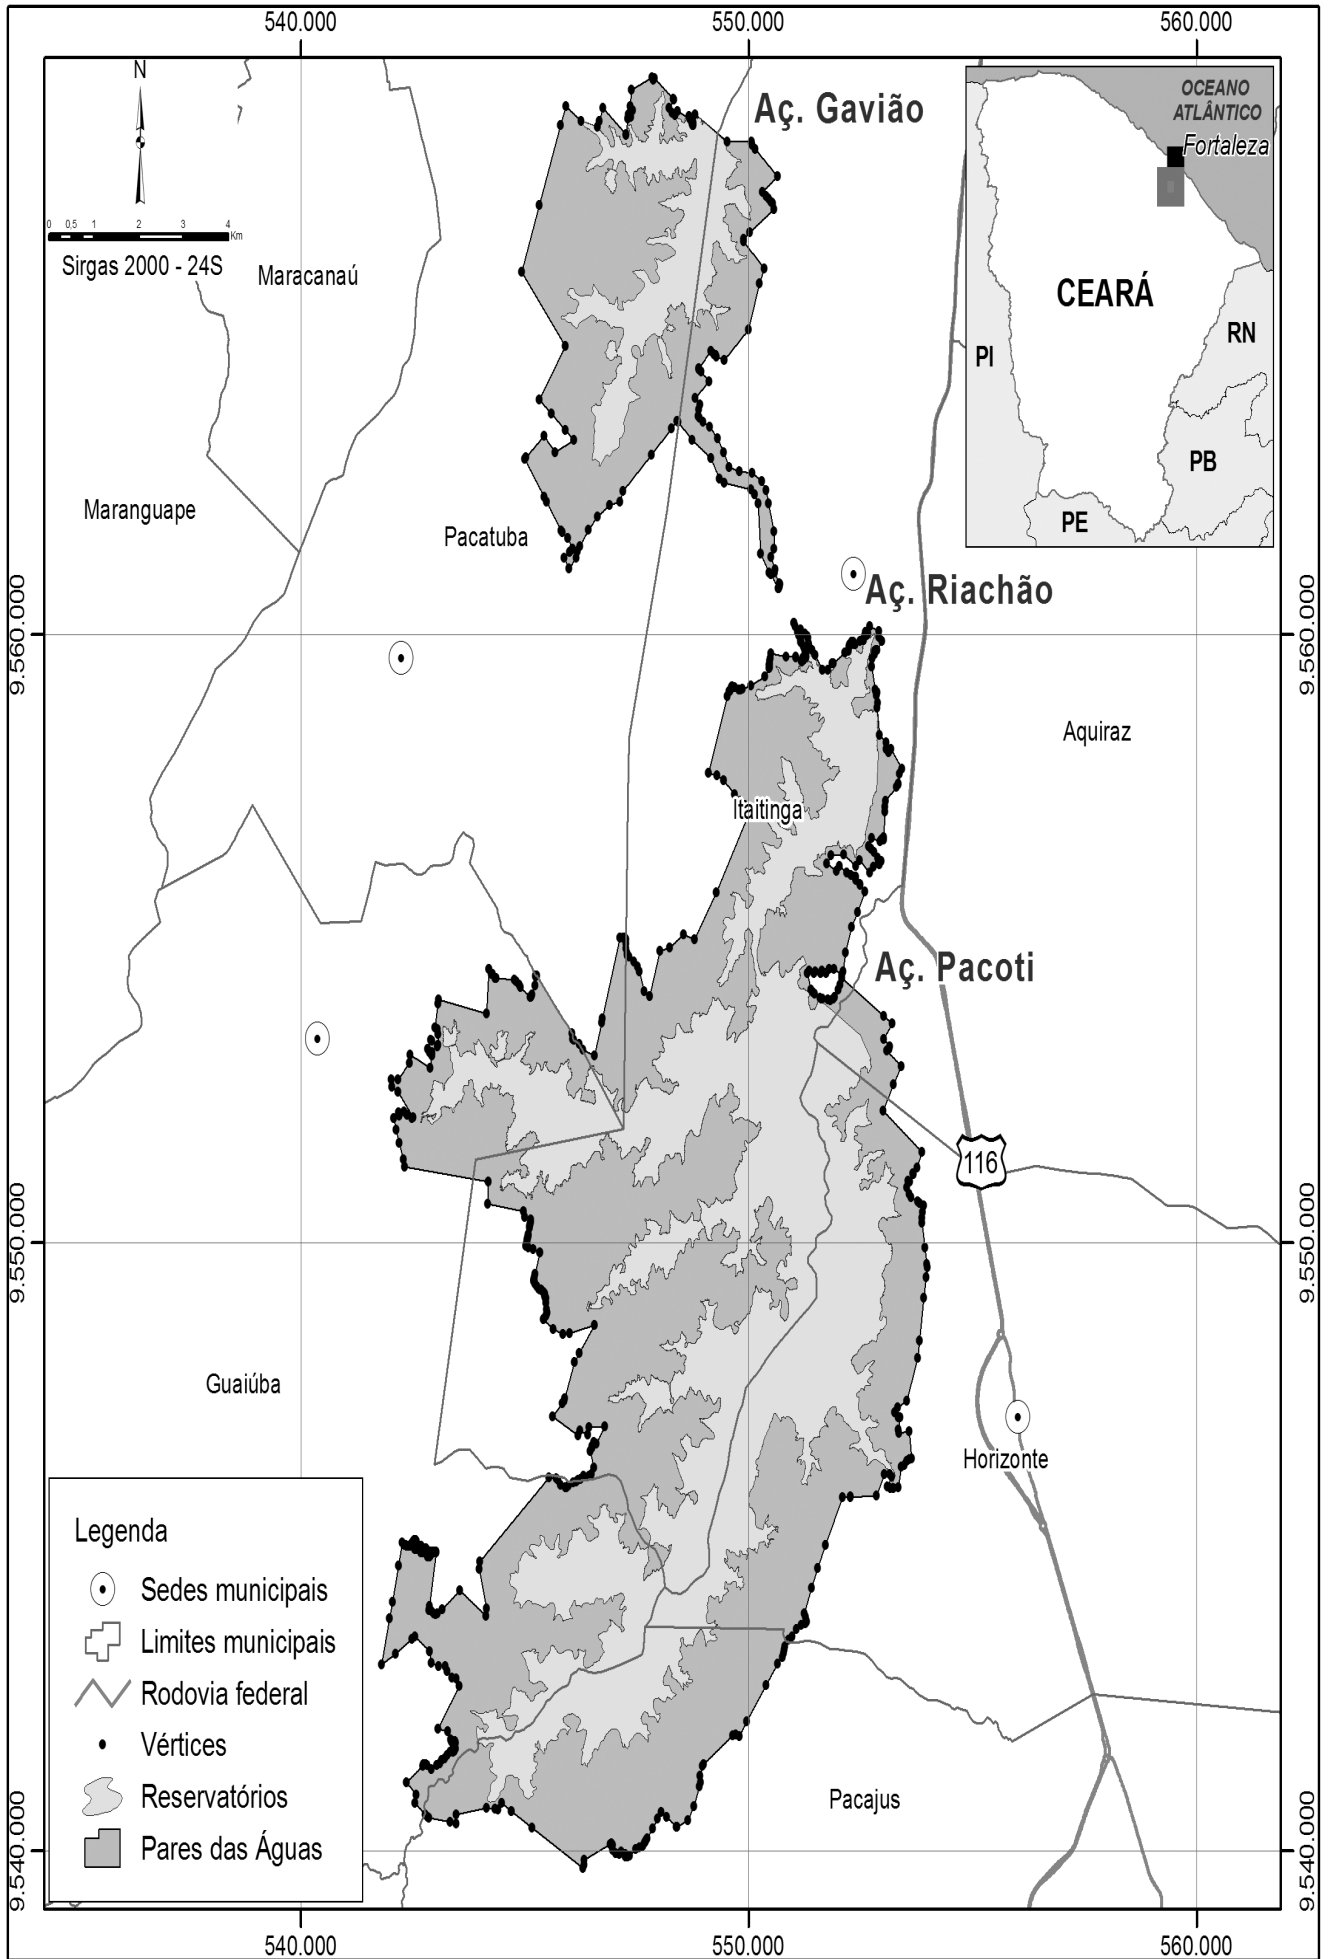 540.000
550.000
560.000
N
0 0,5 1 2 3 4
Km
Sirgas 2000 - 24S
Aç. Gavião
OCEANO
ATLÂNTICO
Fortaleza
CEARÁ
PI
RN
PB
PE
Maracanaú
Maranguape
Pacatuba
Aç. Riachão
9.560.000
9.560.000
Aquiraz
Itaitinga
Aç. Pacoti
116
9.550.000
9.550.000
Guaiúba
Horizonte
Legenda
Sedes municipais
Limites municipais
Rodovia federal
Vértices
Reservatórios
Pares das Águas
Pacajus
9.540.000
9.540.000
540.000
550.000
560.000